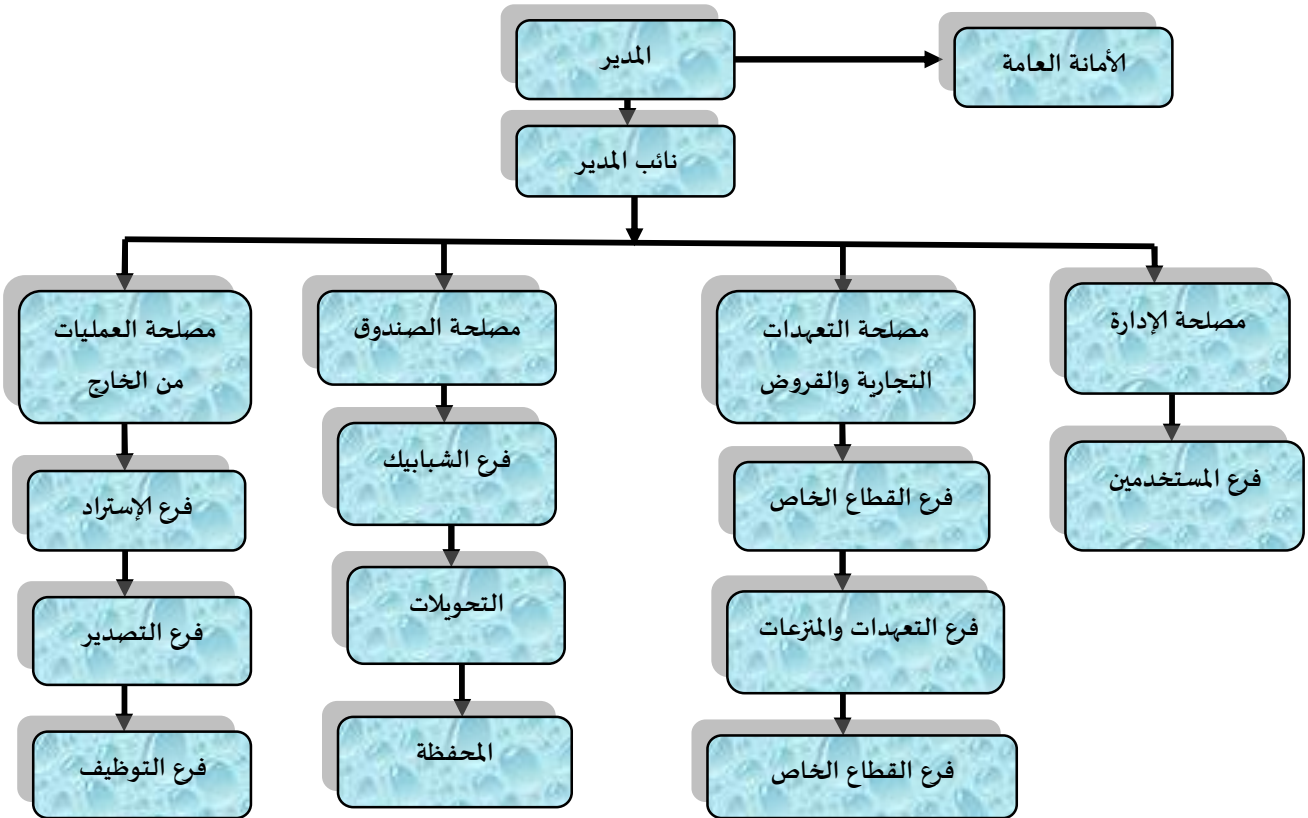 المدير
الأمانة العامة
نائب المدير
مصلحة الإدارة
مصلحة التعهدات
التجارية والقروض
مصلحة الصندوق
مصلحة العمليات
من الخارج
فرع المستخدمين
فرع القطاع الخاص
فرع الشبابيك
فرع الإستراد
فرع التعهدات والمنزعات
التحويلات
فرع التصدير
فرع القطاع الخاص
المحفظة
فرع التوظيف